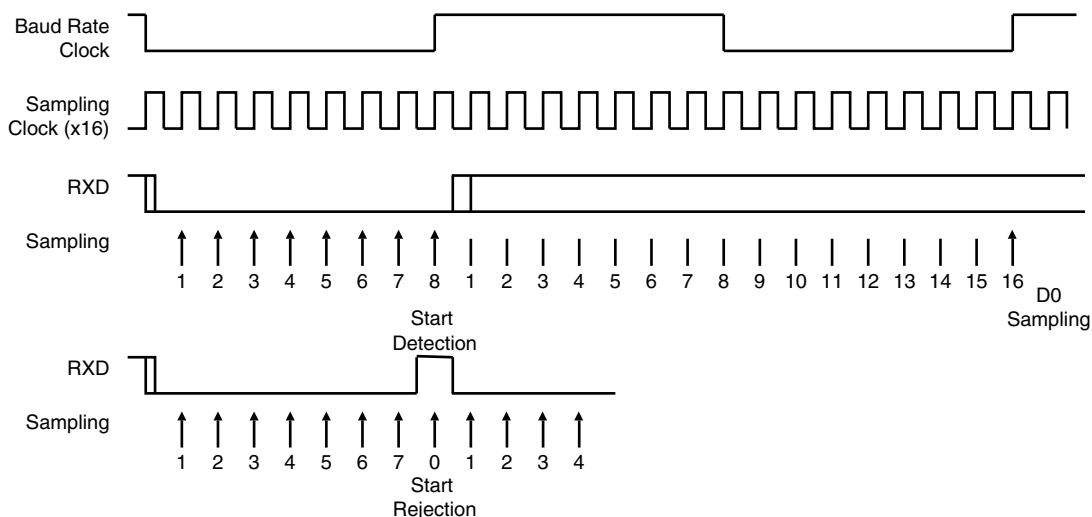 Baud Rate
Clock
Sampling
Clock (x16)
RXD
Sampling
1 2 3 4 5 6 7 8 1 2 3 4 5 6 7 8 9 10 11 12 13 14 15 16
D0
Sampling
Start
Detection
RXD
Sampling
1 2 3 4 5 6 7 0 1 2 3 4
Start
Rejection